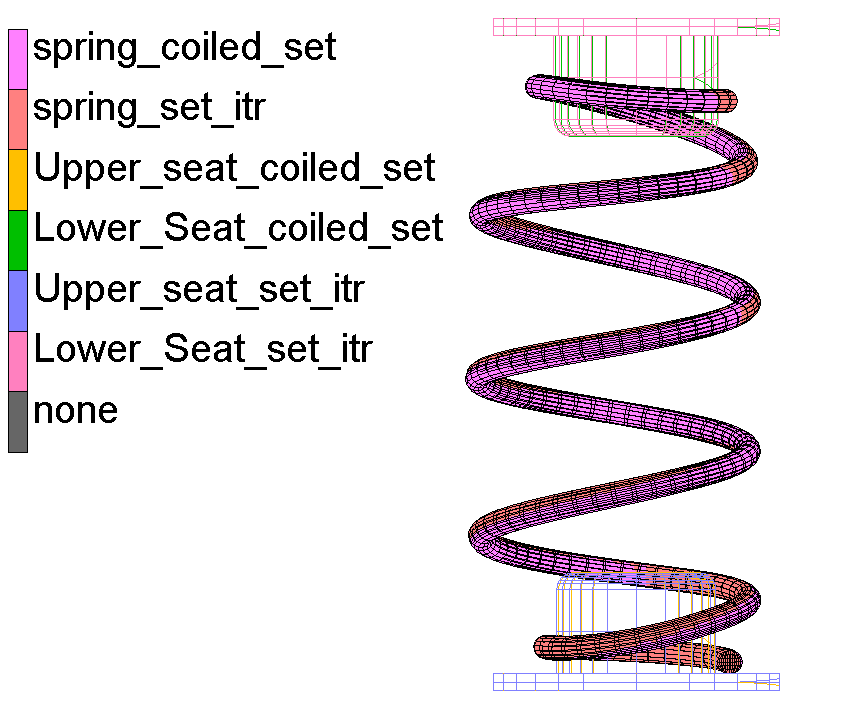 spring_coiled_set
spring_set_itr
Upper_seat_coiled_set
Lower_Seat_coiled_set
Upper_seat_set_itr
Lower_Seat_set_itr
none